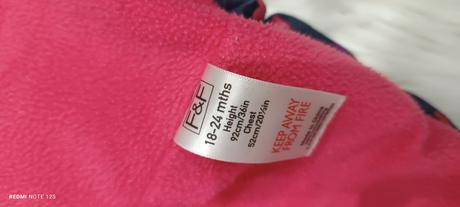 F&F
18-24 mths
Height
92cm/36in
Chest
52cm/20½in
KEEP AWAY
FROM FIRE
REDMI NOTE 12S